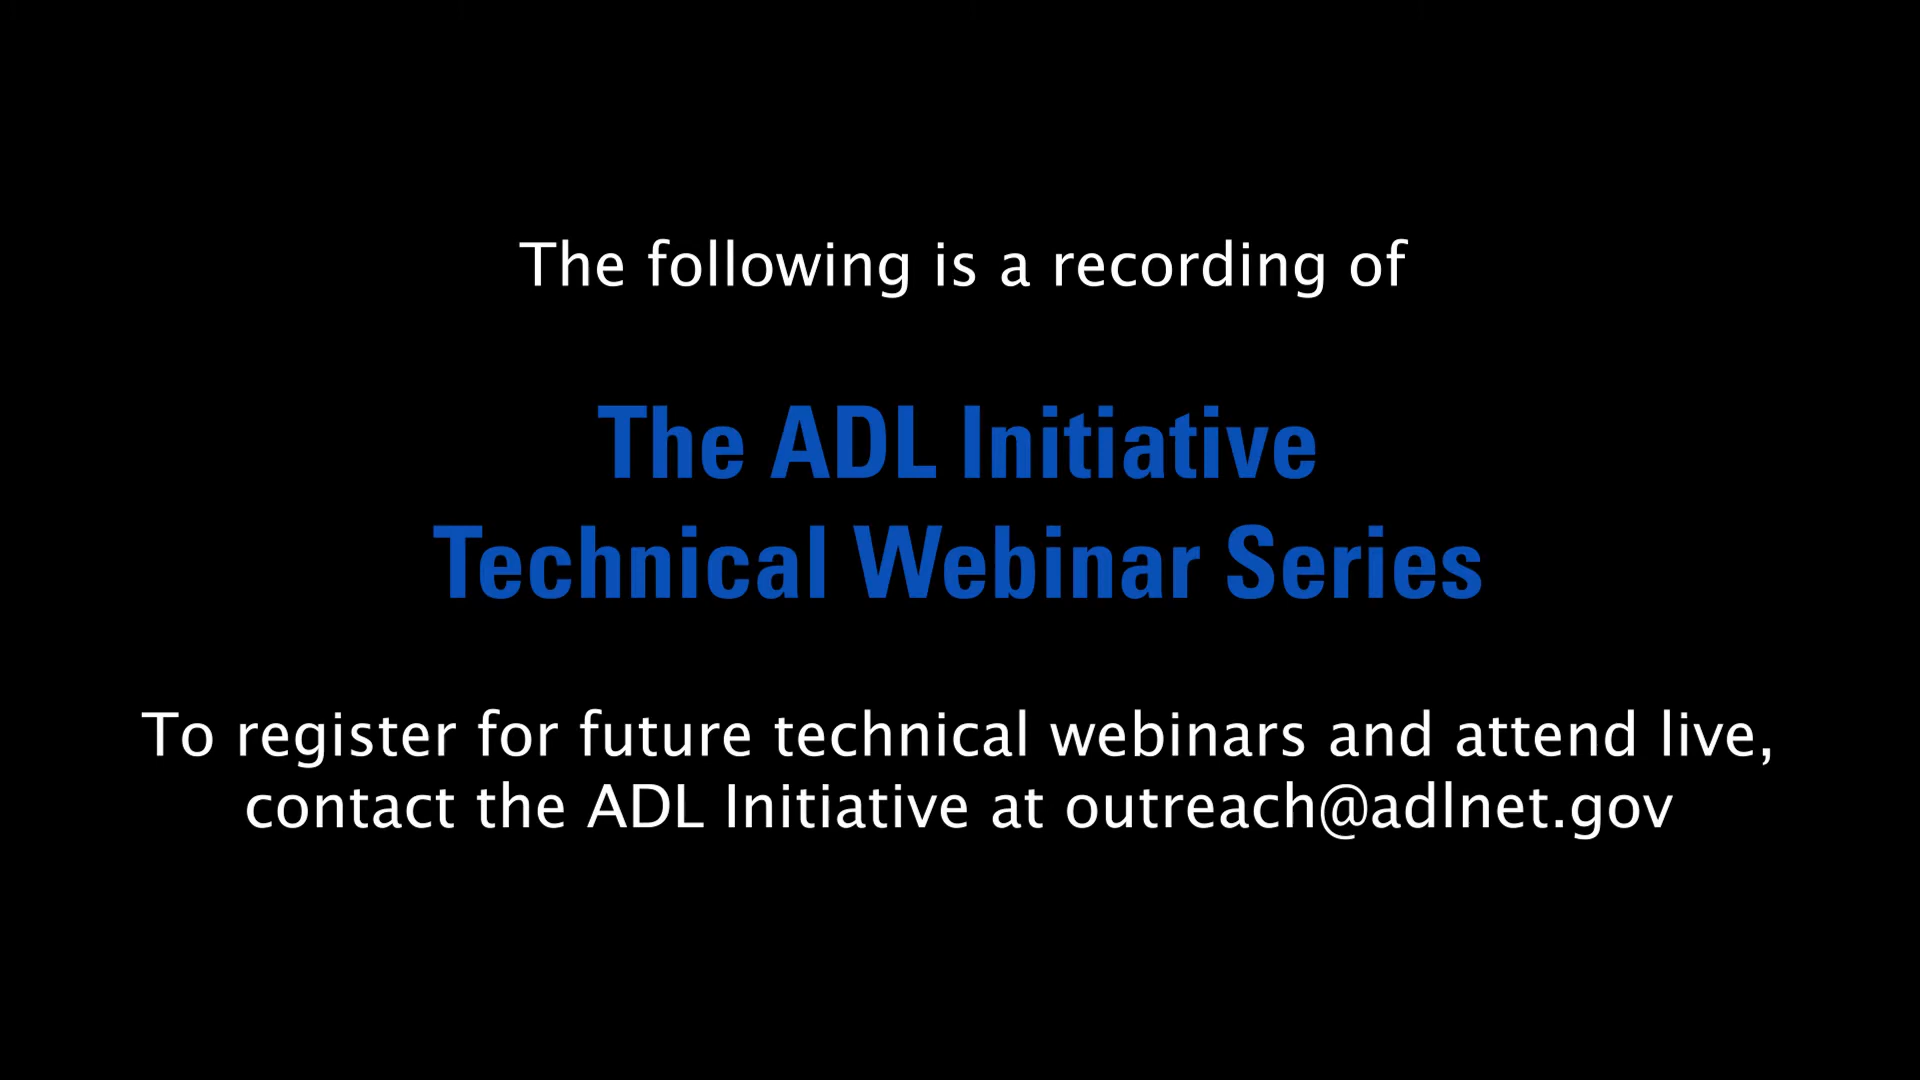 The following is a recording of
The ADL Initiative
Technical Webinar Series
To register for future technical webinars and attend live,
contact the ADL Initiative at outreach@adlnet.gov